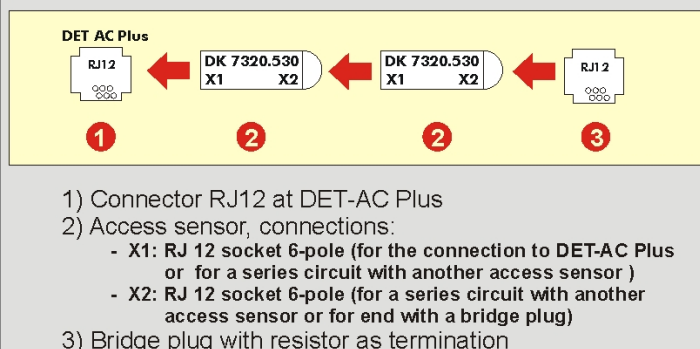 DET AC Plus
RJ12 DK 7320.530 DK 7320.530 RJ12
X1 X2 X1 X2
1 2 2 3
1) Connector RJ12 at DET-AC Plus
2) Access sensor, connections:
- X1: RJ 12 socket 6-pole (for the connection to DET-AC Plus
or for a series circuit with another access sensor )
- X2: RJ 12 socket 6-pole (for a series circuit with another
access sensor or for end with a bridge plug)
3) Bridge plug with resistor as termination